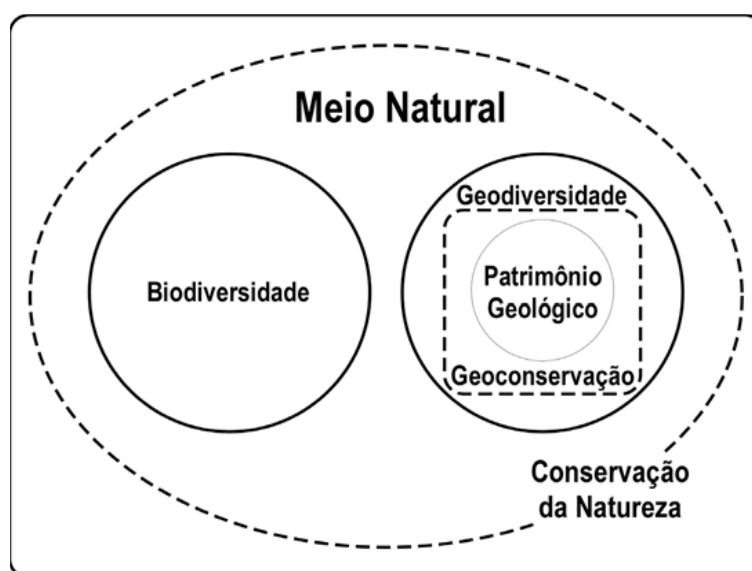 Meio Natural
Biodiversidade
Geodiversidade
Patrimônio
Geológico
Geoconservação
Conservação
da Natureza